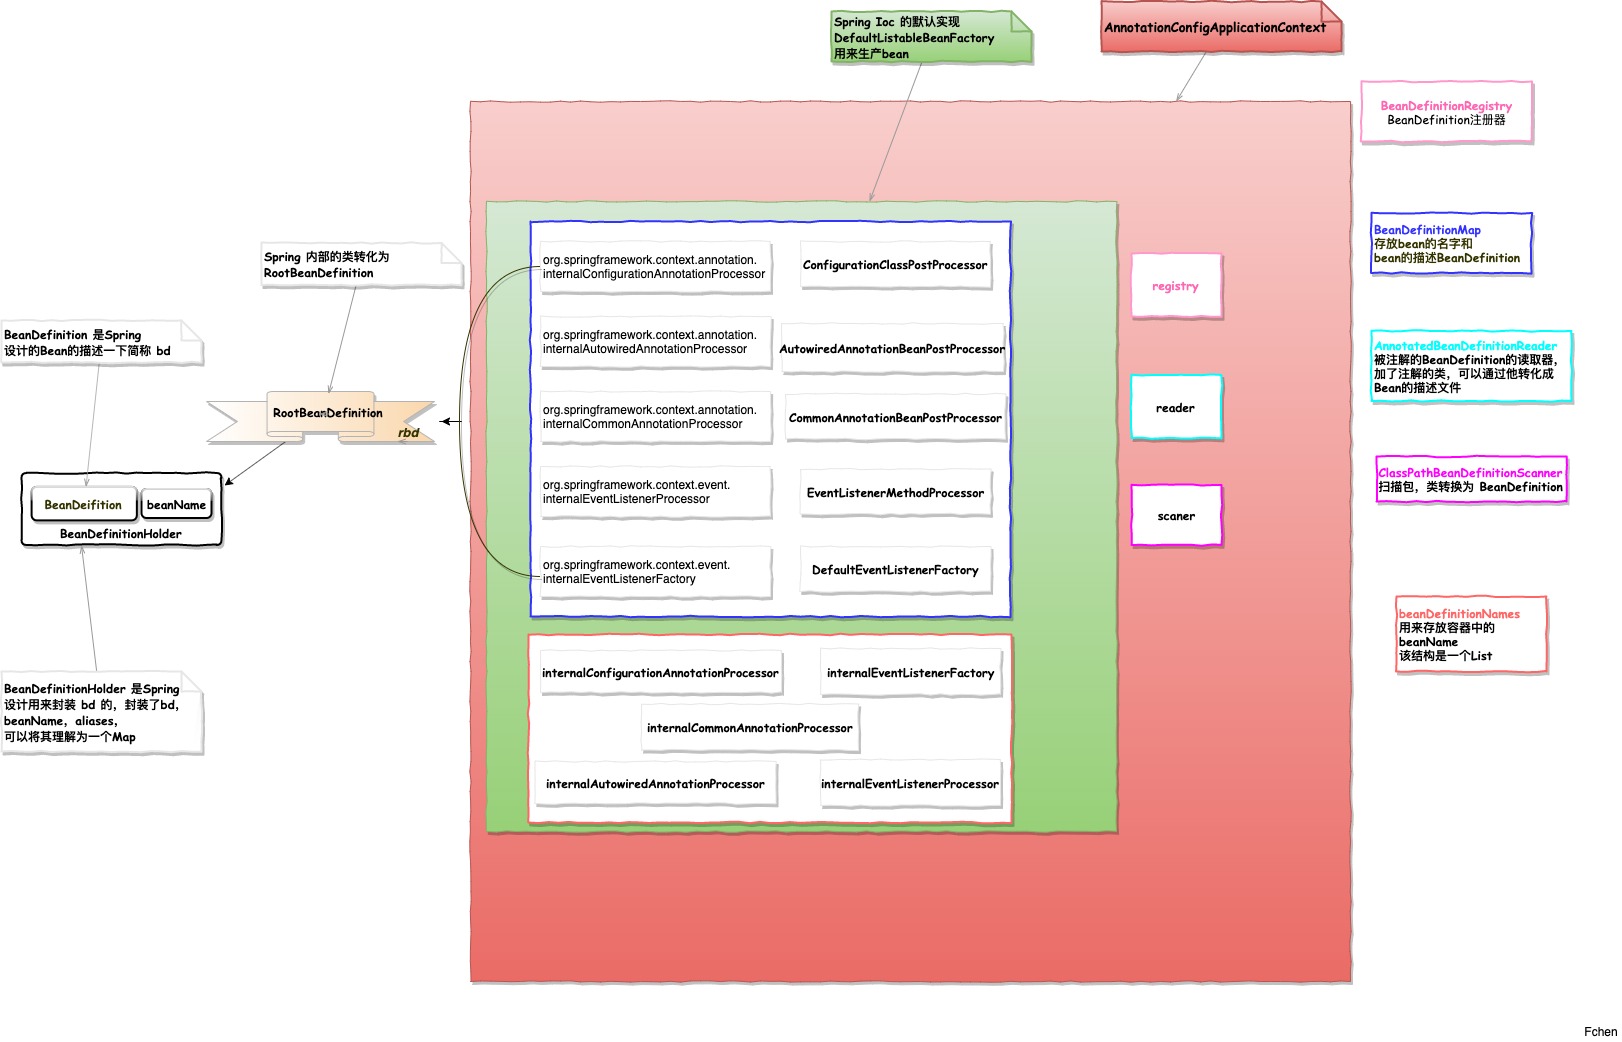 Spring Ioc 的默认实现
DefaultListableBeanFactory
用来生产bean
AnnotationConfigApplicationContext
BeanDefinitionRegistry
BeanDefinition注册器
BeanDefinitionMap
存放bean的名字和
bean的描述BeanDefinition
AnnotatedBeanDefinitionReader
被注解的BeanDefinition的读取器，
加了注解的类，可以通过他转化成
Bean的描述文件
ClassPathBeanDefinitionScanner
扫描包，类转换为 BeanDefinition
beanDefinitionNames
用来存放容器中的
beanName
该结构是一个List
Spring 内部的类转化为
RootBeanDefinition
BeanDefinition 是Spring
设计的Bean的描述一下简称 bd
RootBeanDefinition
rbd
BeanDeifition
beanName
BeanDefinitionHolder
BeanDefinitionHolder 是Spring
设计用来封装 bd 的，封装了bd，
beanName，aliases，
可以将其理解为一个Map
org.springframework.context.annotation.
internalConfigurationAnnotationProcessor
ConfigurationClassPostProcessor
org.springframework.context.annotation.
internalAutowiredAnnotationProcessor
AutowiredAnnotationBeanPostProcessor
org.springframework.context.annotation.
internalCommonAnnotationProcessor
CommonAnnotationBeanPostProcessor
org.springframework.context.event.
internalEventListenerProcessor
EventListenerMethodProcessor
org.springframework.context.event.
internalEventListenerFactory
DefaultEventListenerFactory
internalConfigurationAnnotationProcessor
internalEventListenerFactory
internalCommonAnnotationProcessor
internalAutowiredAnnotationProcessor
internalEventListenerProcessor
registry
reader
scaner
Fchen